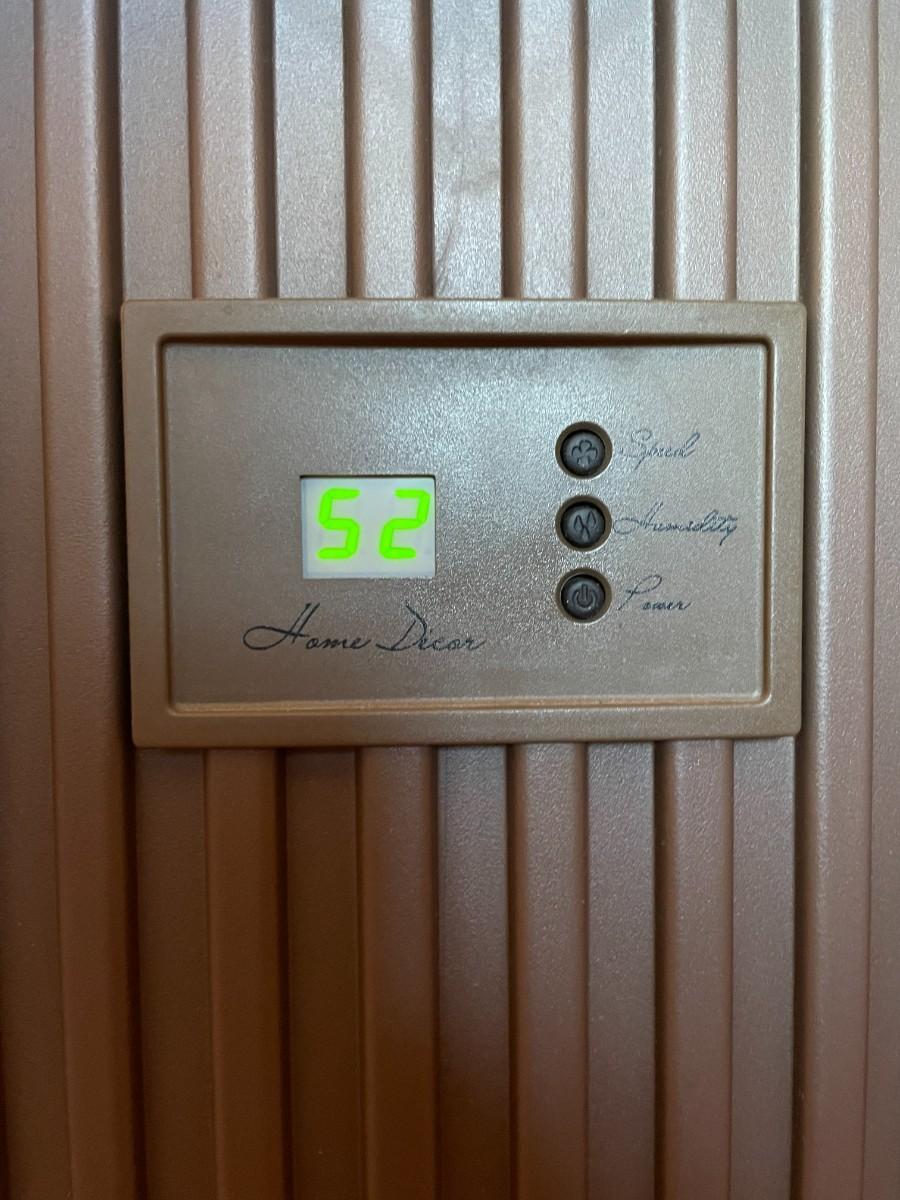 Speed
52
Humidity
Power
Home Decor